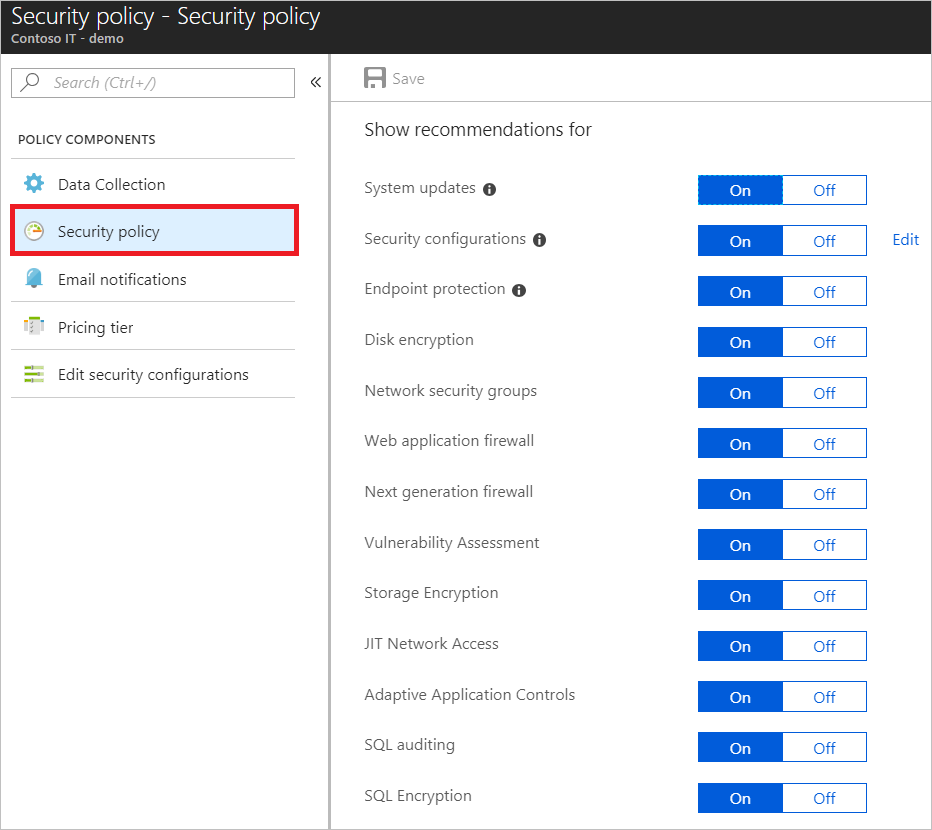 Security policy - Security policy
Contoso IT - demo
Search (Ctrl+/)
«
Save
POLICY COMPONENTS
Data Collection
Security policy
Email notifications
Pricing tier
Edit security configurations
Show recommendations for
System updates On Off
Security configurations On Off Edit
Endpoint protection On Off
Disk encryption On Off
Network security groups On Off
Web application firewall On Off
Next generation firewall On Off
Vulnerability Assessment On Off
Storage Encryption On Off
JIT Network Access On Off
Adaptive Application Controls On Off
SQL auditing On Off
SQL Encryption On Off